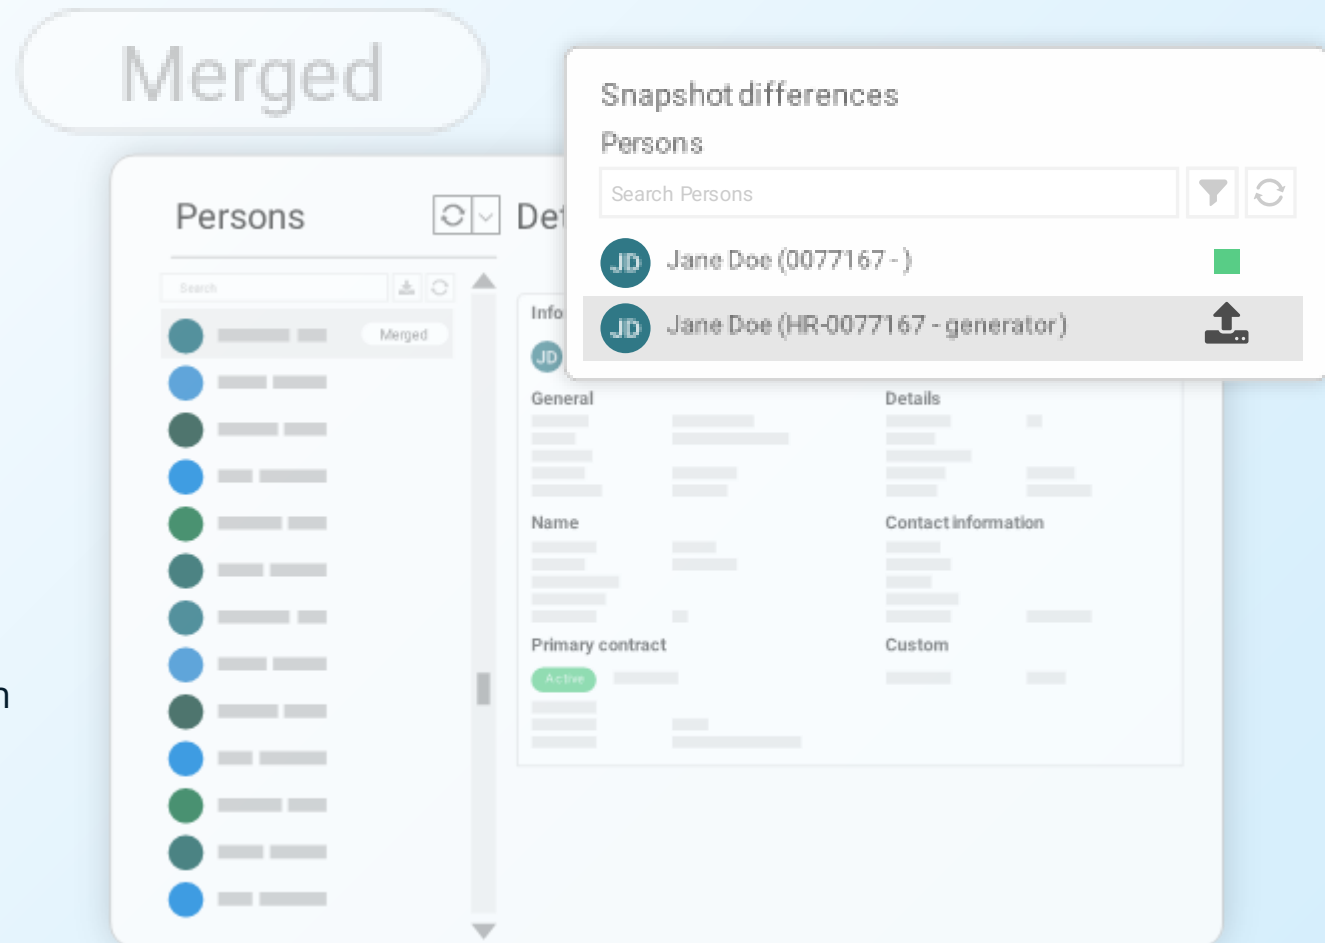 Merged
Snapshot differences
Persons
Search Persons
JD Jane Doe (0077167 - )
JD Jane Doe (HR-0077167 - generator)
Persons
Search
Merged
Info
JD
General
Details
Name
Contact information
Primary contract
Custom
Active